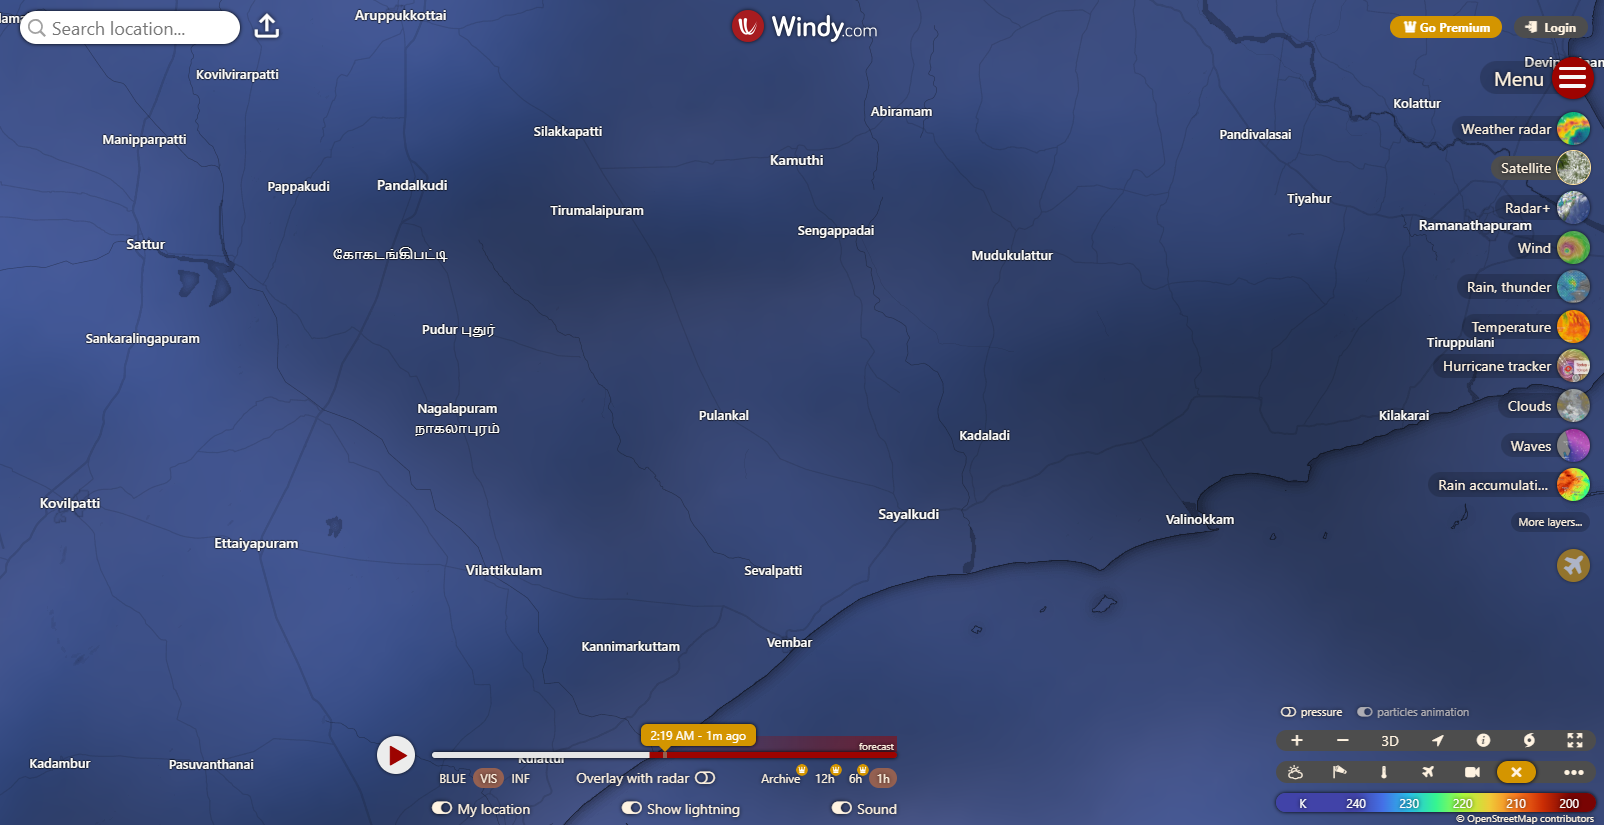 Search location...
Windy.com
Go Premium
Login
Menu
Weather radar
Satellite
Radar+
Wind
Rain, thunder
Temperature
Hurricane tracker
Clouds
Waves
Rain accumulati...
More layers...
Aruppukkottai
Kovilvirarpatti
Kolattur
Abiramam
Silakkapatti
Pandivalasai
Manipparpatti
Kamuthi
Pappakudi
Pandalkudi
Tiyahur
Tirumalaipuram
Ramanathapuram
Sengappadai
Sattur
கோகடங்கிபட்டி
Mudukulattur
Pudur புதுர்
Sankaralingapuram
Tiruppulani
Nagalapuram
நாகலாபுரம்
Pulankal
Kilakarai
Kadaladi
Kovilpatti
Sayalkudi
Valinokkam
Ettaiyapuram
Vilattikulam
Sevalpatti
Kannimarkuttam
Vembar
Kadambur
Pasuvanthanai
Kulattur
2:19 AM - 1m ago
forecast
BLUE VIS INF
Overlay with radar
Archive 12h 6h 1h
My location
Show lightning
Sound
pressure
particles animation
3D
K 240 230 220 210 200
© OpenStreetMap contributors